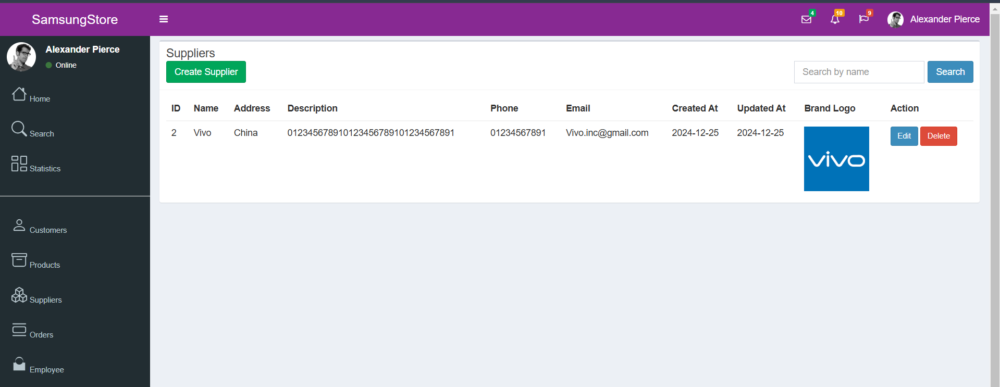 SamsungStore
4
10
9
Alexander Pierce
Alexander Pierce
Online
Home
Search
Statistics
Customers
Products
Suppliers
Orders
Employee
Suppliers
Create Supplier
Search by name
Search
ID Name Address Description Phone Email Created At Updated At Brand Logo Action
2 Vivo China 012345678910123456789101234567891 01234567891 Vivo.inc@gmail.com 2024-12-25 2024-12-25 vivo Edit Delete